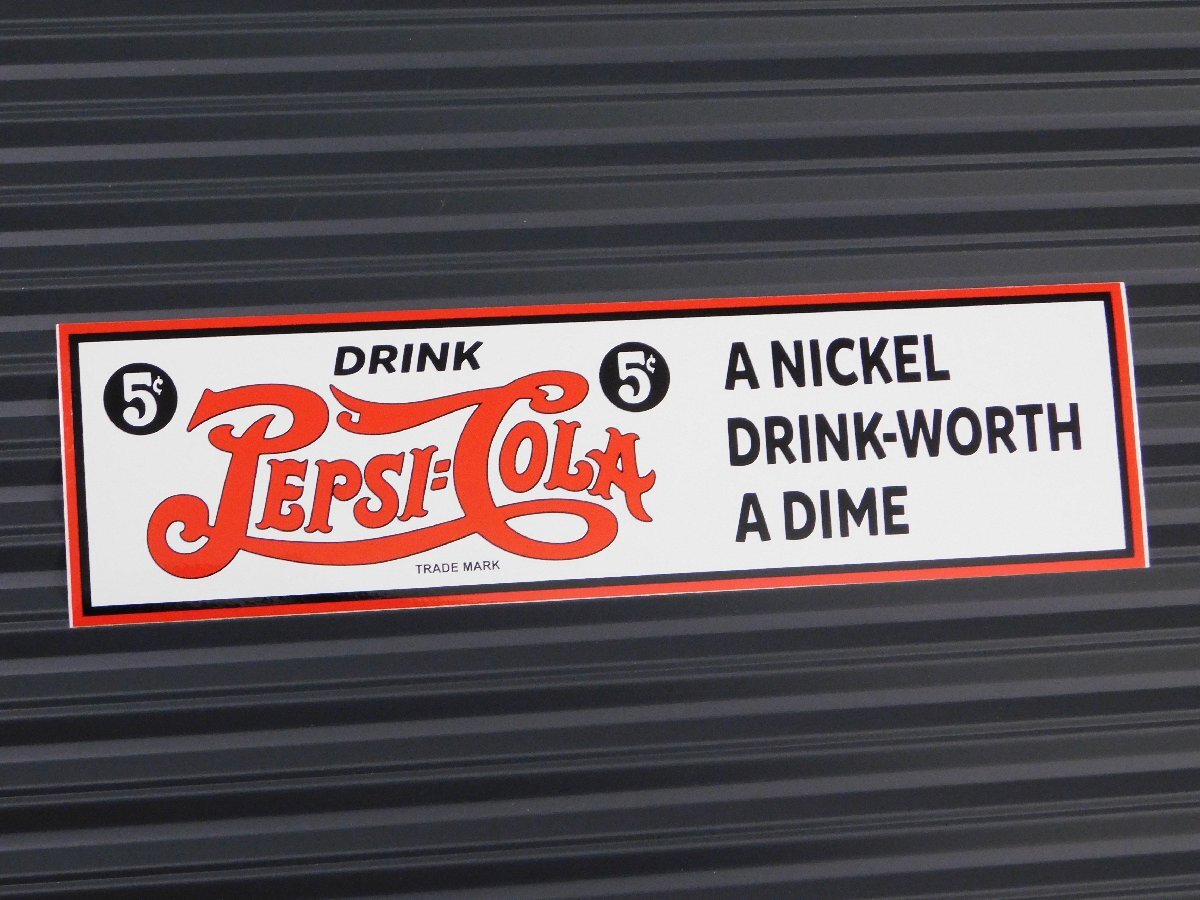 DRINK
5¢
5¢
PEPSI=COLA
TRADE MARK
A NICKEL
DRINK-WORTH
A DIME